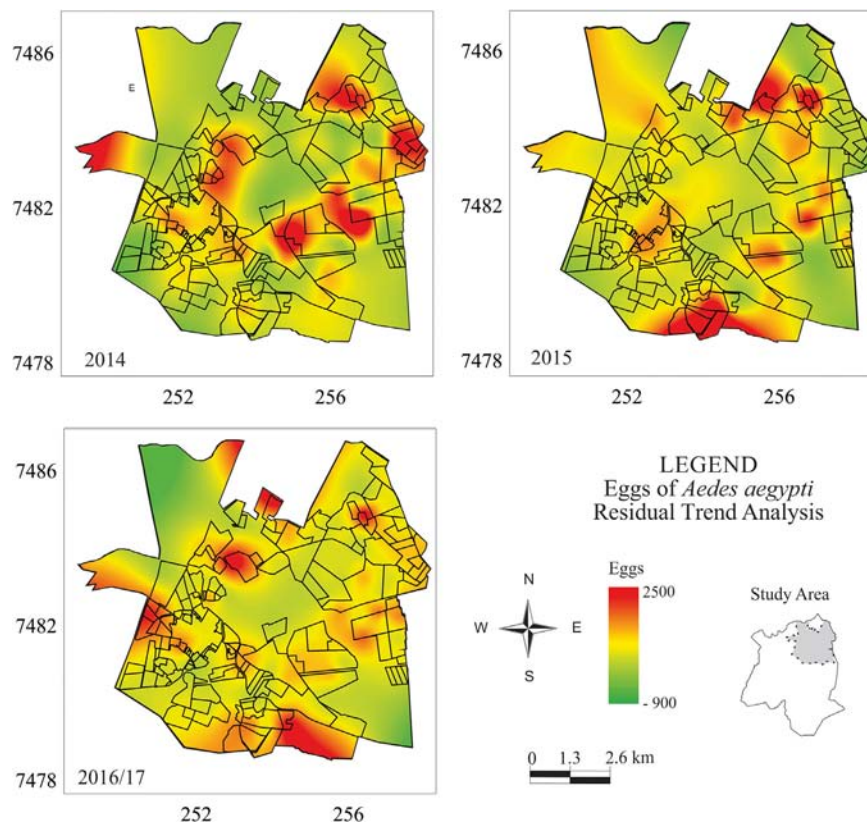 7486
E
7482
7478
2014
252
256
7486
7482
7478
2015
252
256
7486
7482
7478
2016/17
252
256
LEGEND
Eggs of Aedes aegypti
Residual Trend Analysis
Eggs
2500
- 900
N
W
E
S
Study Area
0 1.3 2.6 km